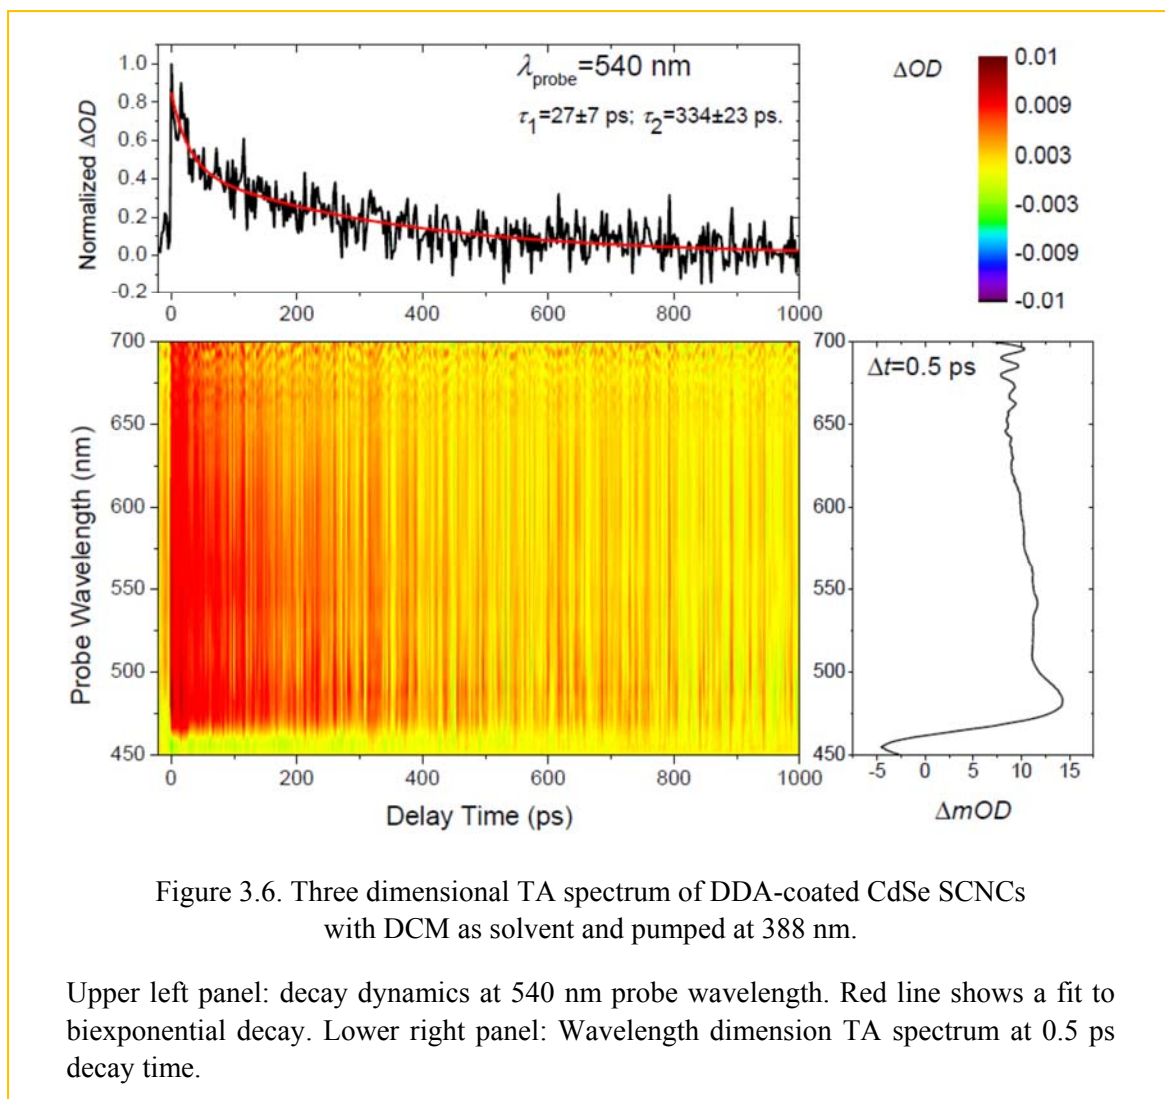 λprobe=540 nm
τ1=27±7 ps; τ2=334±23 ps.
Normalized ΔOD
1.0
0.8
0.6
0.4
0.2
0.0
-0.2
0 200 400 600 800 1000
ΔOD
0.01
0.009
0.003
-0.003
-0.009
-0.01
Probe Wavelength (nm)
700
650
600
550
500
450
0 200 400 600 800 1000
Delay Time (ps)
Δt=0.5 ps
700
650
600
550
500
450
-5 0 5 10 15
ΔmOD
Figure 3.6. Three dimensional TA spectrum of DDA-coated CdSe SCNCs
with DCM as solvent and pumped at 388 nm.
Upper left panel: decay dynamics at 540 nm probe wavelength. Red line shows a fit to
biexponential decay. Lower right panel: Wavelength dimension TA spectrum at 0.5 ps
decay time.